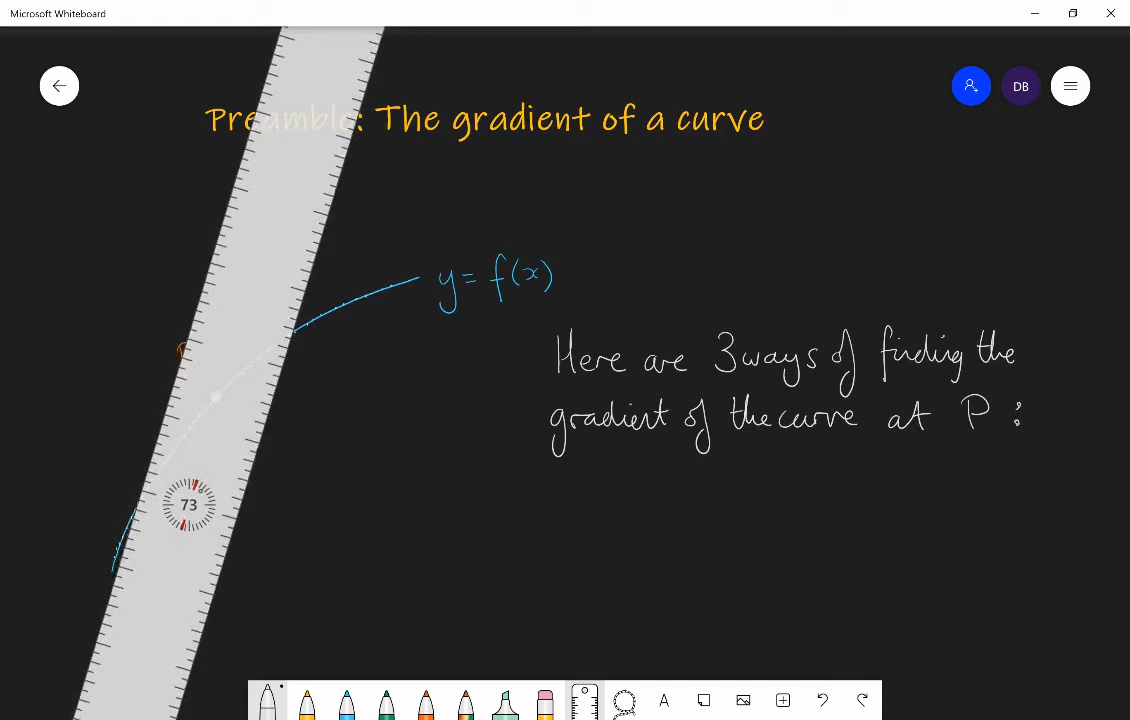 Microsoft Whiteboard
DB
Preamble: The gradient of a curve
y = f(x)
Here are 3 ways of finding the
gradient of the curve at P :
73
A